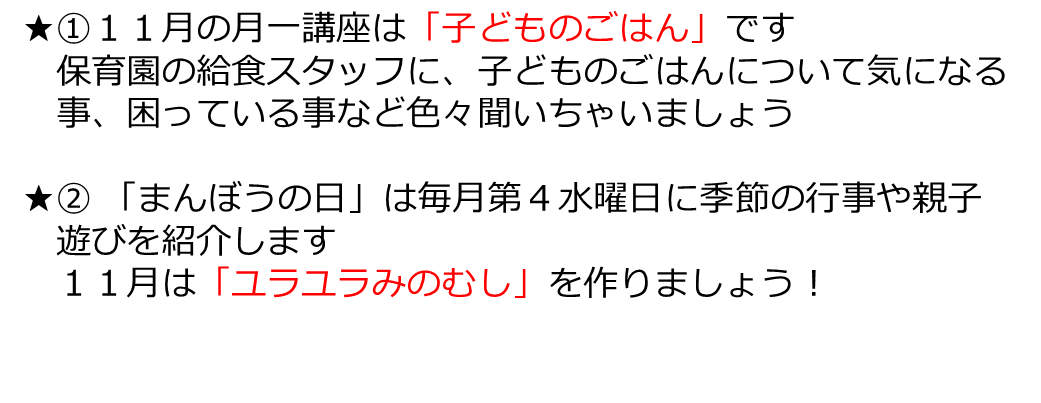 ★①１１月の月一講座は「子どものごはん」です
保育園の給食スタッフに、子どものごはんについて気になる
事、困っている事など色々聞いちゃいましょう
★② 「まんぼうの日」は毎月第４水曜日に季節の行事や親子
遊びを紹介します
１１月は「ユラユラみのむし」を作りましょう！